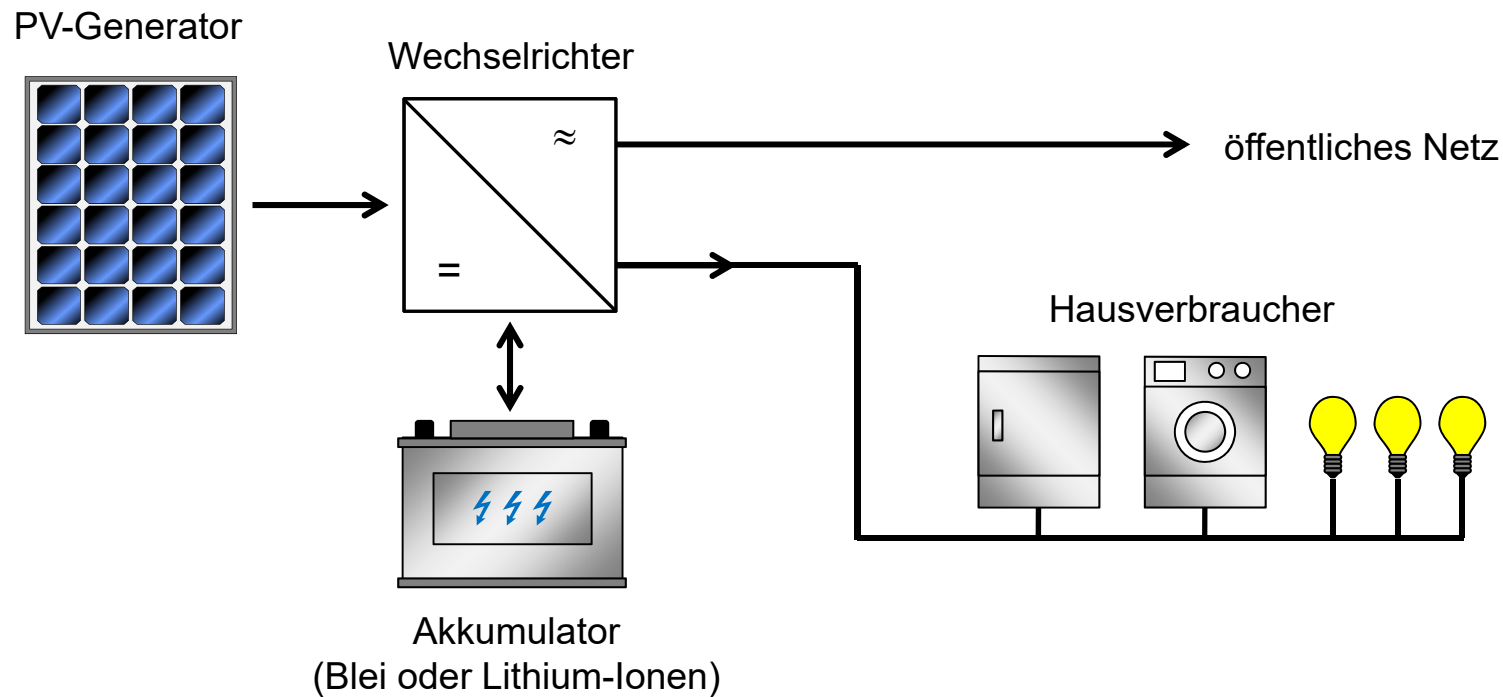 PV-Generator
Wechselrichter
≈
=
öffentliches Netz
Hausverbraucher
Akkumulator
(Blei oder Lithium-Ionen)